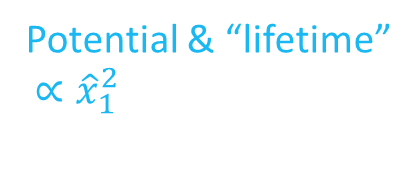 Potential & “lifetime”
∝ x̂₁²